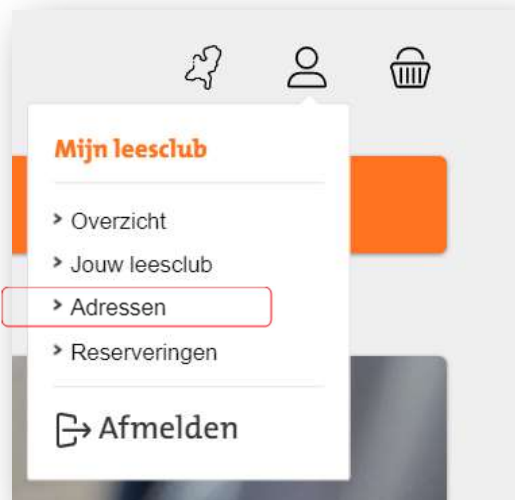 Mijn leesclub
Overzicht
Jouw leesclub
Adressen
Reserveringen
Afmelden